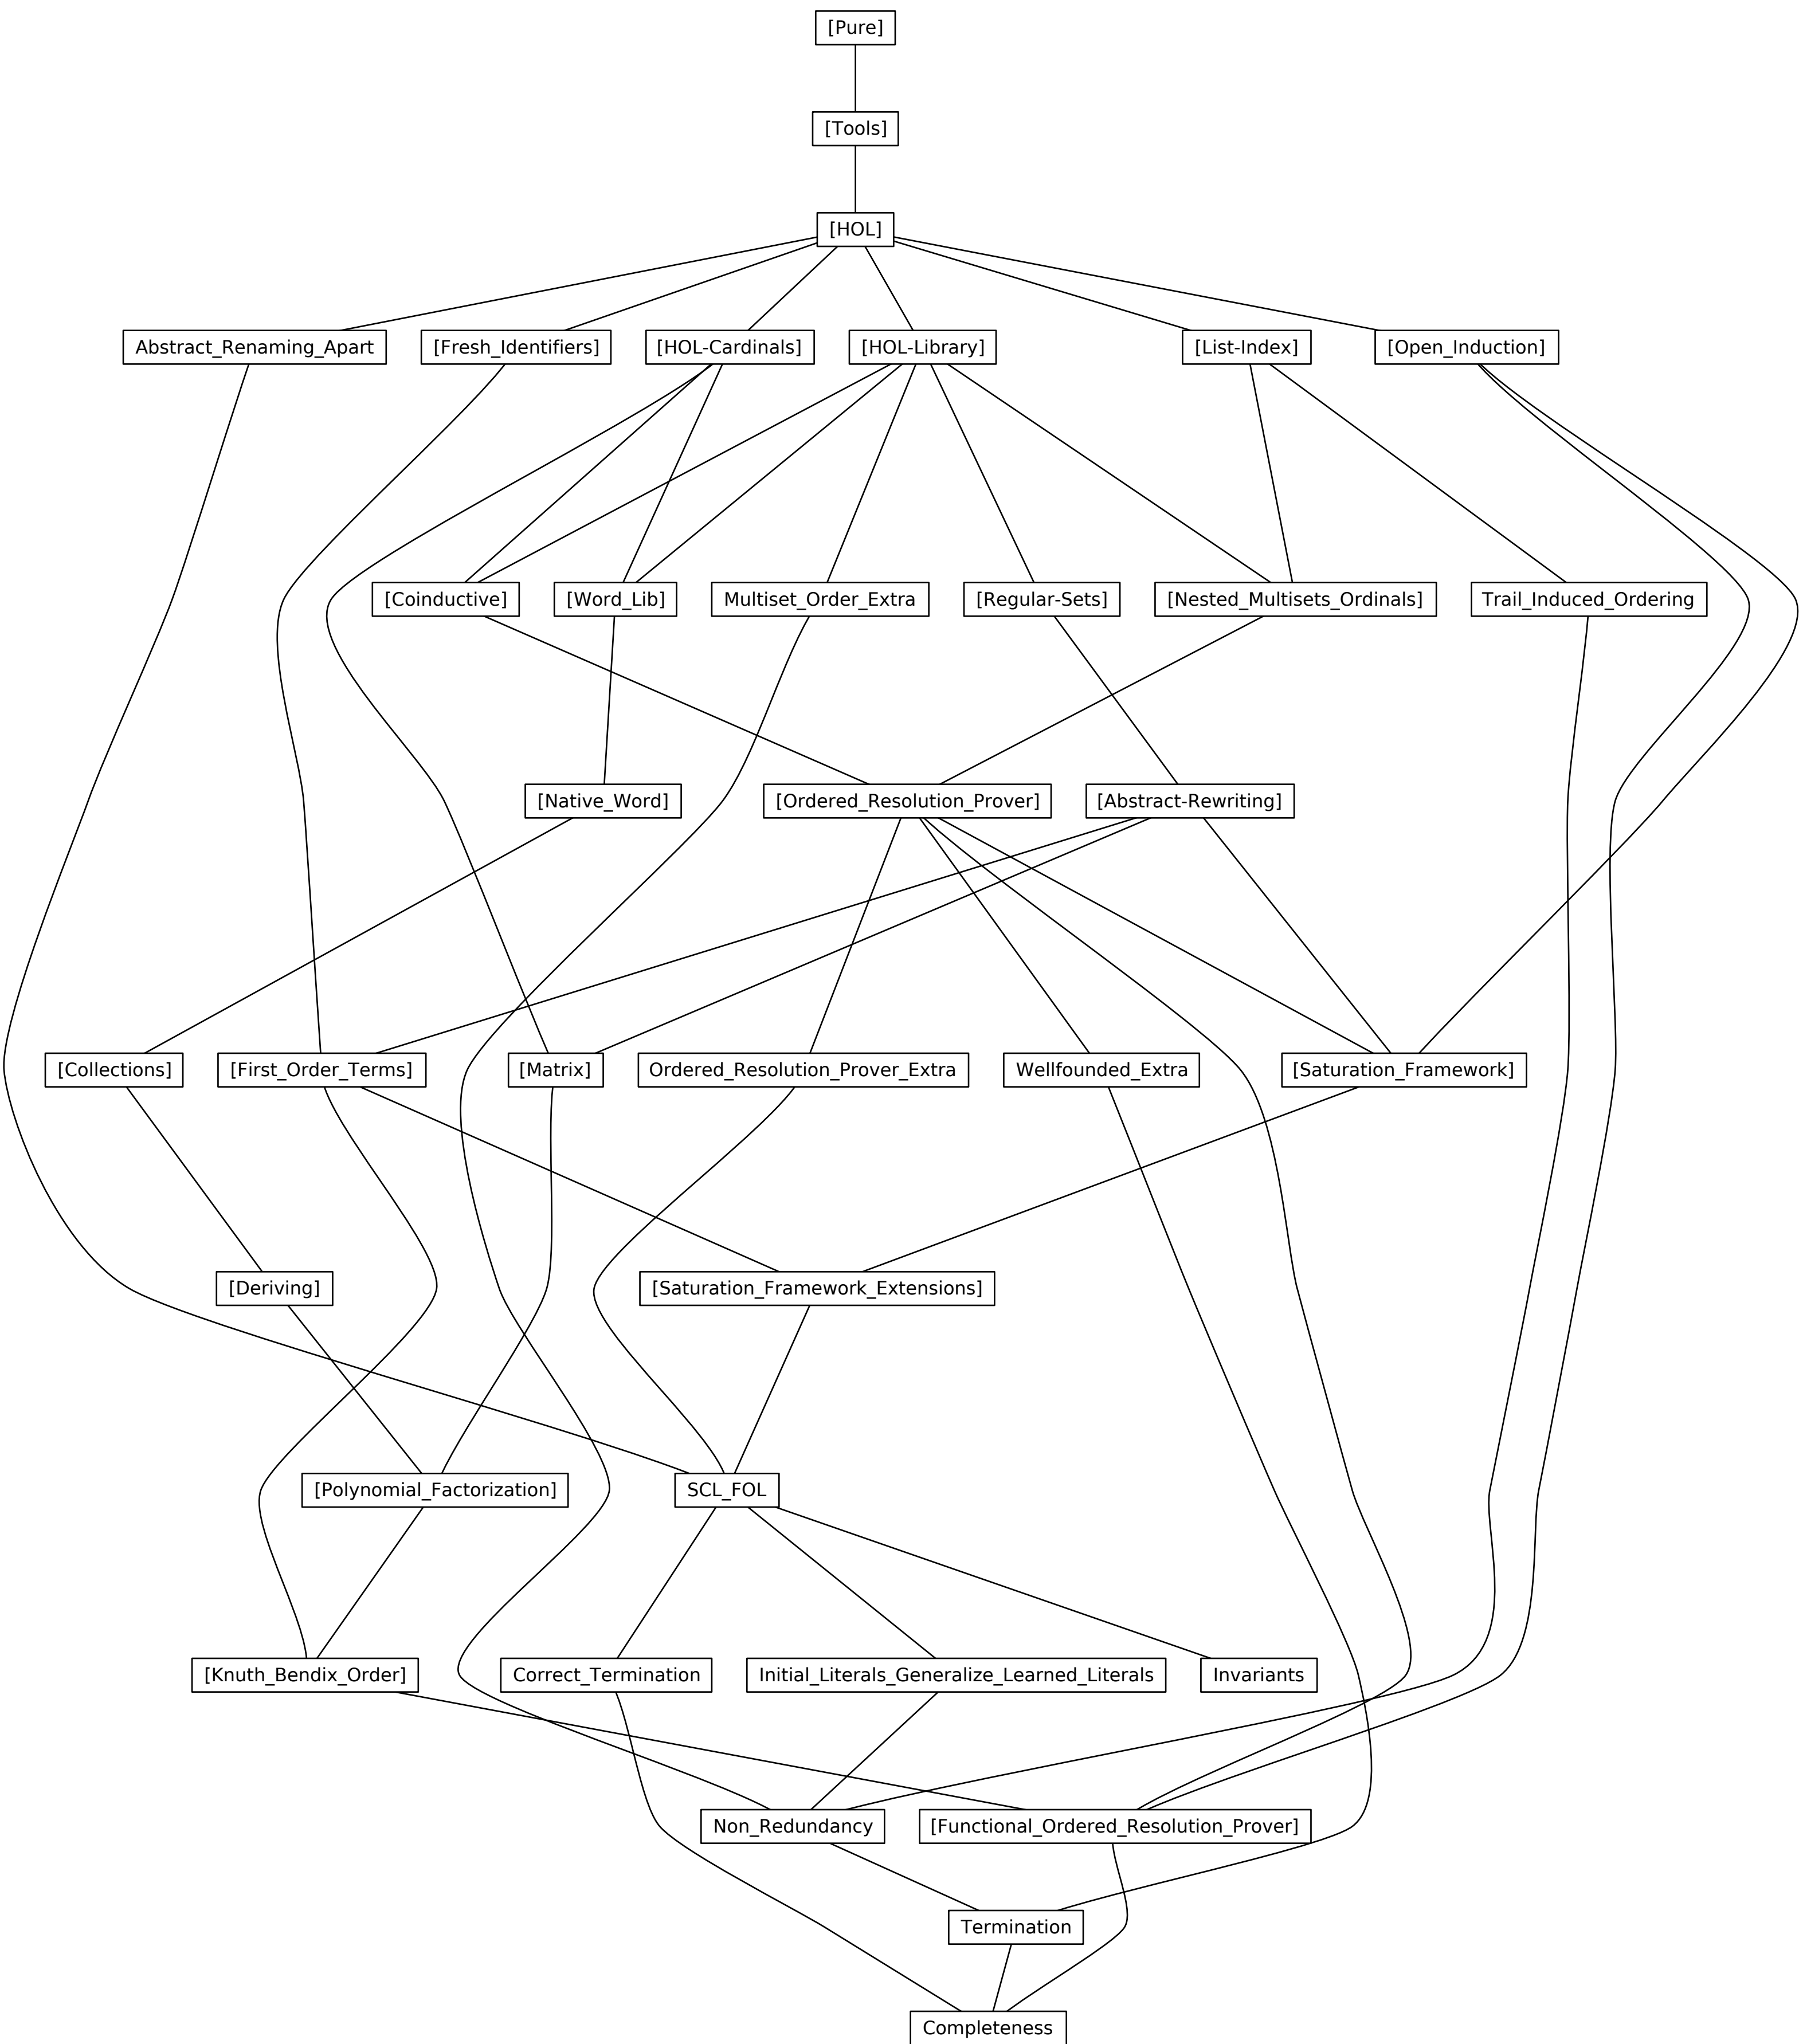 [Pure]
[Tools]
[HOL]
Abstract_Renaming_Apart
[Fresh_Identifiers]
[HOL-Cardinals]
[HOL-Library]
[List-Index]
[Open_Induction]
[Coinductive]
[Word_Lib]
Multiset_Order_Extra
[Regular-Sets]
[Nested_Multisets_Ordinals]
Trail_Induced_Ordering
[Native_Word]
[Ordered_Resolution_Prover]
[Abstract-Rewriting]
[Collections]
[First_Order_Terms]
[Matrix]
Ordered_Resolution_Prover_Extra
Wellfounded_Extra
[Saturation_Framework]
[Deriving]
[Saturation_Framework_Extensions]
[Polynomial_Factorization]
SCL_FOL
[Knuth_Bendix_Order]
Correct_Termination
Initial_Literals_Generalize_Learned_Literals
Invariants
Non_Redundancy
[Functional_Ordered_Resolution_Prover]
Termination
Completeness